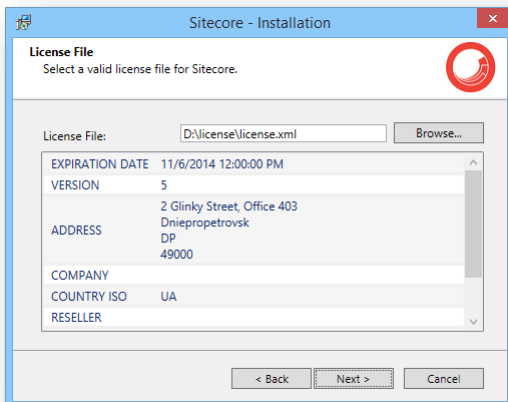 Sitecore - Installation
License File
Select a valid license file for Sitecore.
License File: D:\license\license.xml Browse...
EXPIRATION DATE 11/6/2014 12:00:00 PM
VERSION 5
ADDRESS 2 Glinky Street, Office 403
Dniepropetrovsk
DP
49000
COMPANY
COUNTRY ISO UA
RESELLER
< Back Next > Cancel